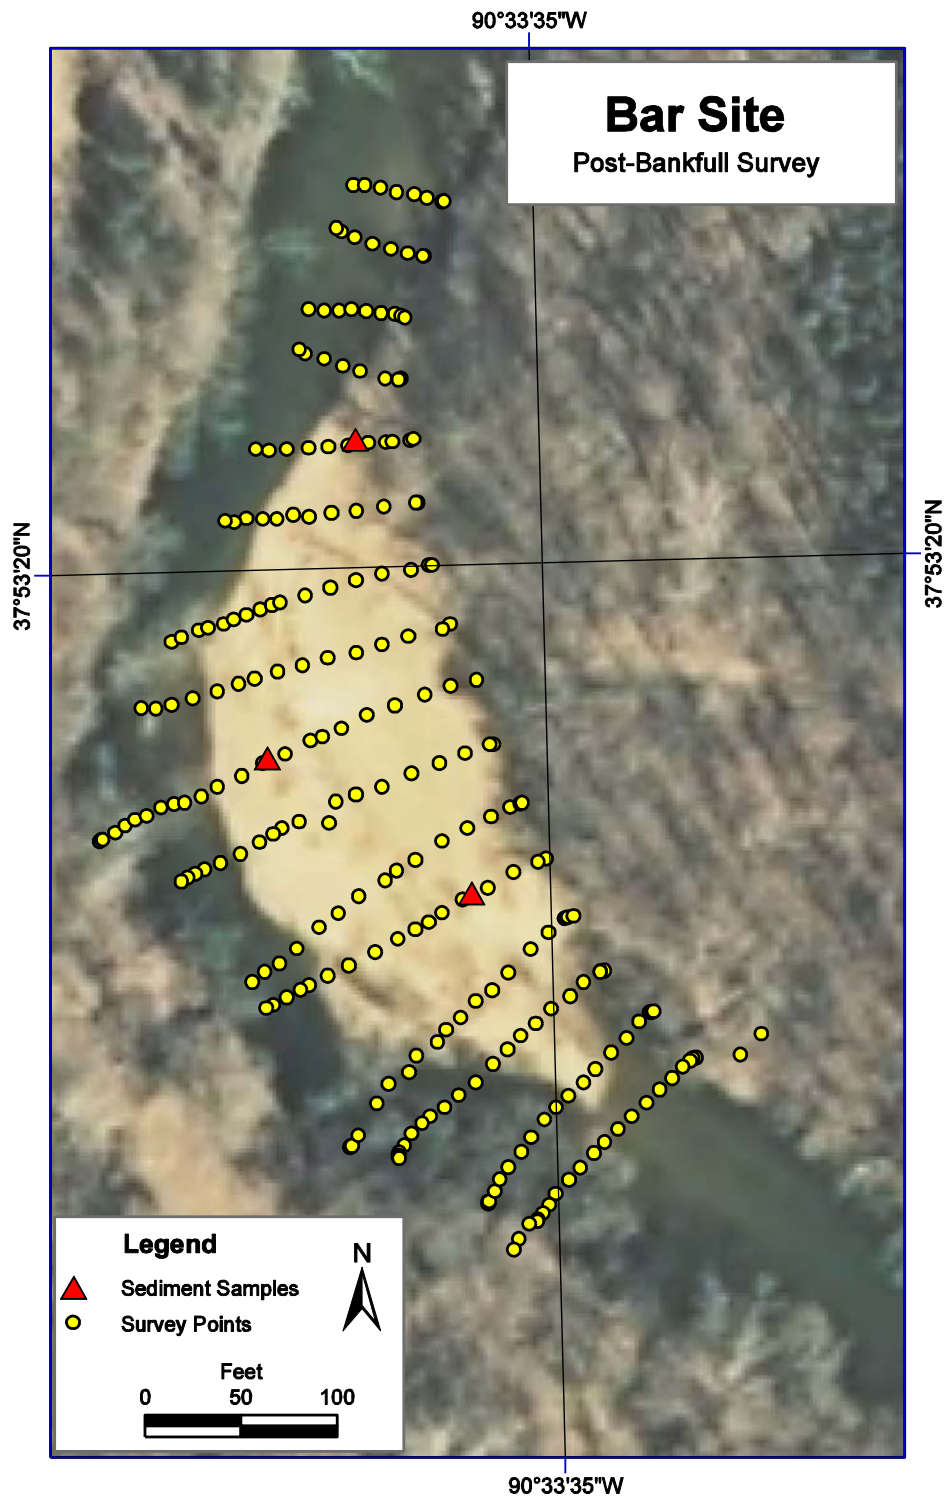 90°33'35"W
Bar Site
Post-Bankfull Survey
37°53'20"N
37°53'20"N
Legend
N
Sediment Samples
Survey Points
Feet
0 50 100
90°33'35"W